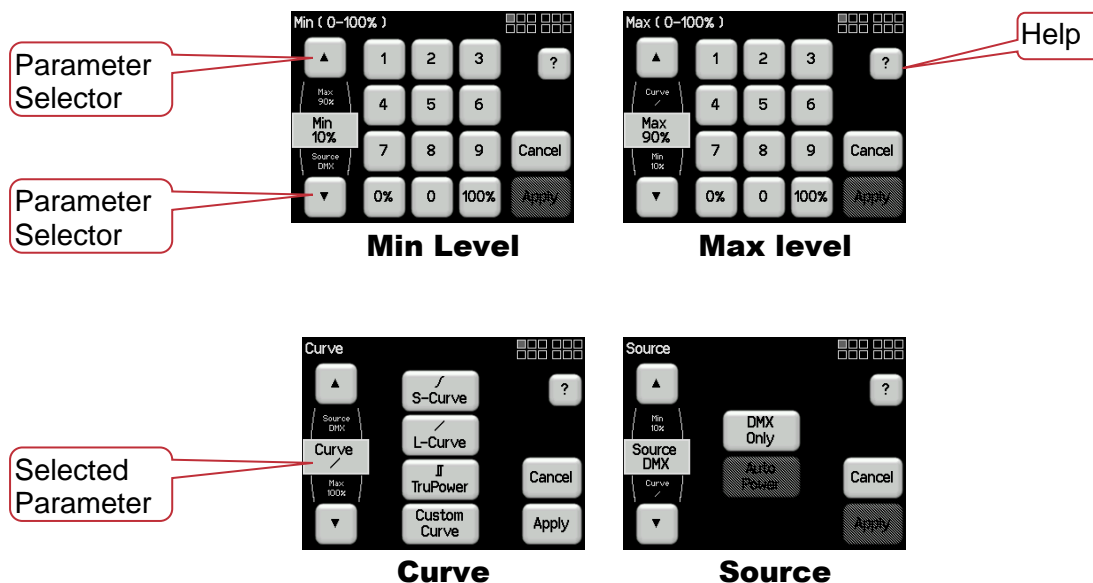 Min ( 0-100% )
Parameter
Selector
▲
1 2 3
?
Max
90%
4 5 6
Min
10%
Source
DMX
7 8 9
Cancel
Parameter
Selector
▼
0% 0 100%
Apply
Min Level
Max ( 0-100% )
Help
▲
1 2 3
?
Curve
/
4 5 6
Max
90%
Min
10%
7 8 9
Cancel
▼
0% 0 100%
Apply
Max level
Curve
▲
S-Curve
?
Source
DMX
L-Curve
Selected
Parameter
Curve
/
Max
100%
TruPower
Cancel
▼
Custom
Curve
Apply
Curve
Source
▲
?
Min
10%
DMX
Only
Source
DMX
Curve
/
Auto
Power
Cancel
▼
Apply
Source